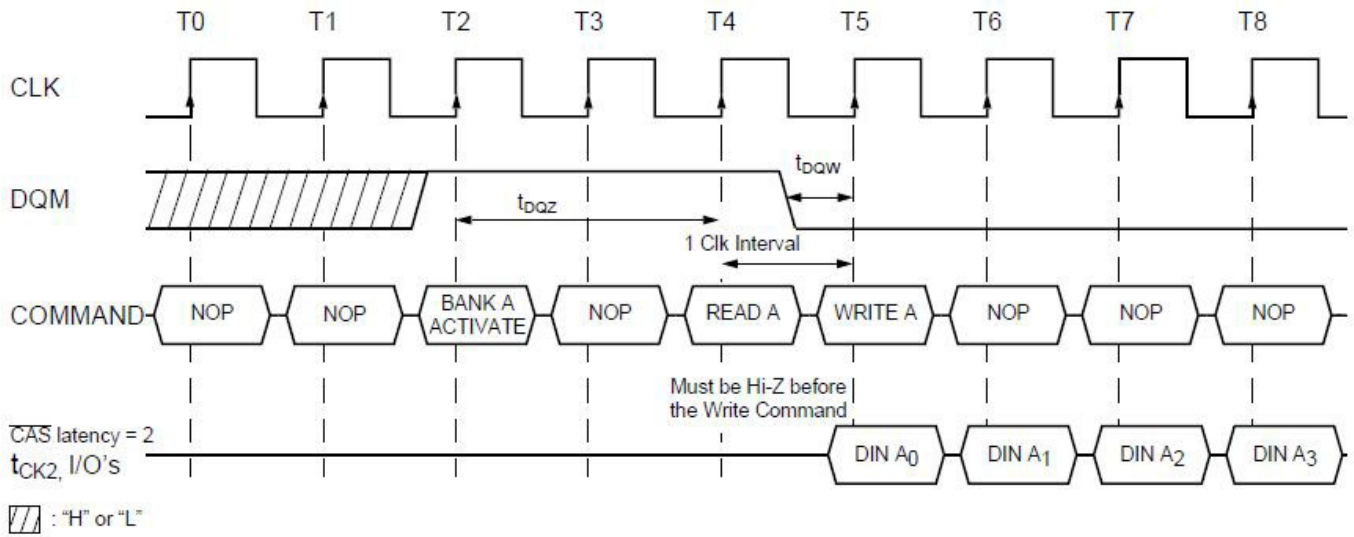 T0 T1 T2 T3 T4 T5 T6 T7 T8
CLK
tDQW
DQM
tDQZ
1 Clk Interval
COMMAND NOP NOP BANK A ACTIVATE NOP READ A WRITE A NOP NOP NOP
Must be Hi-Z before
the Write Command
CAS latency = 2
tCK2, I/O's
DIN A0 DIN A1 DIN A2 DIN A3
: "H" or "L"